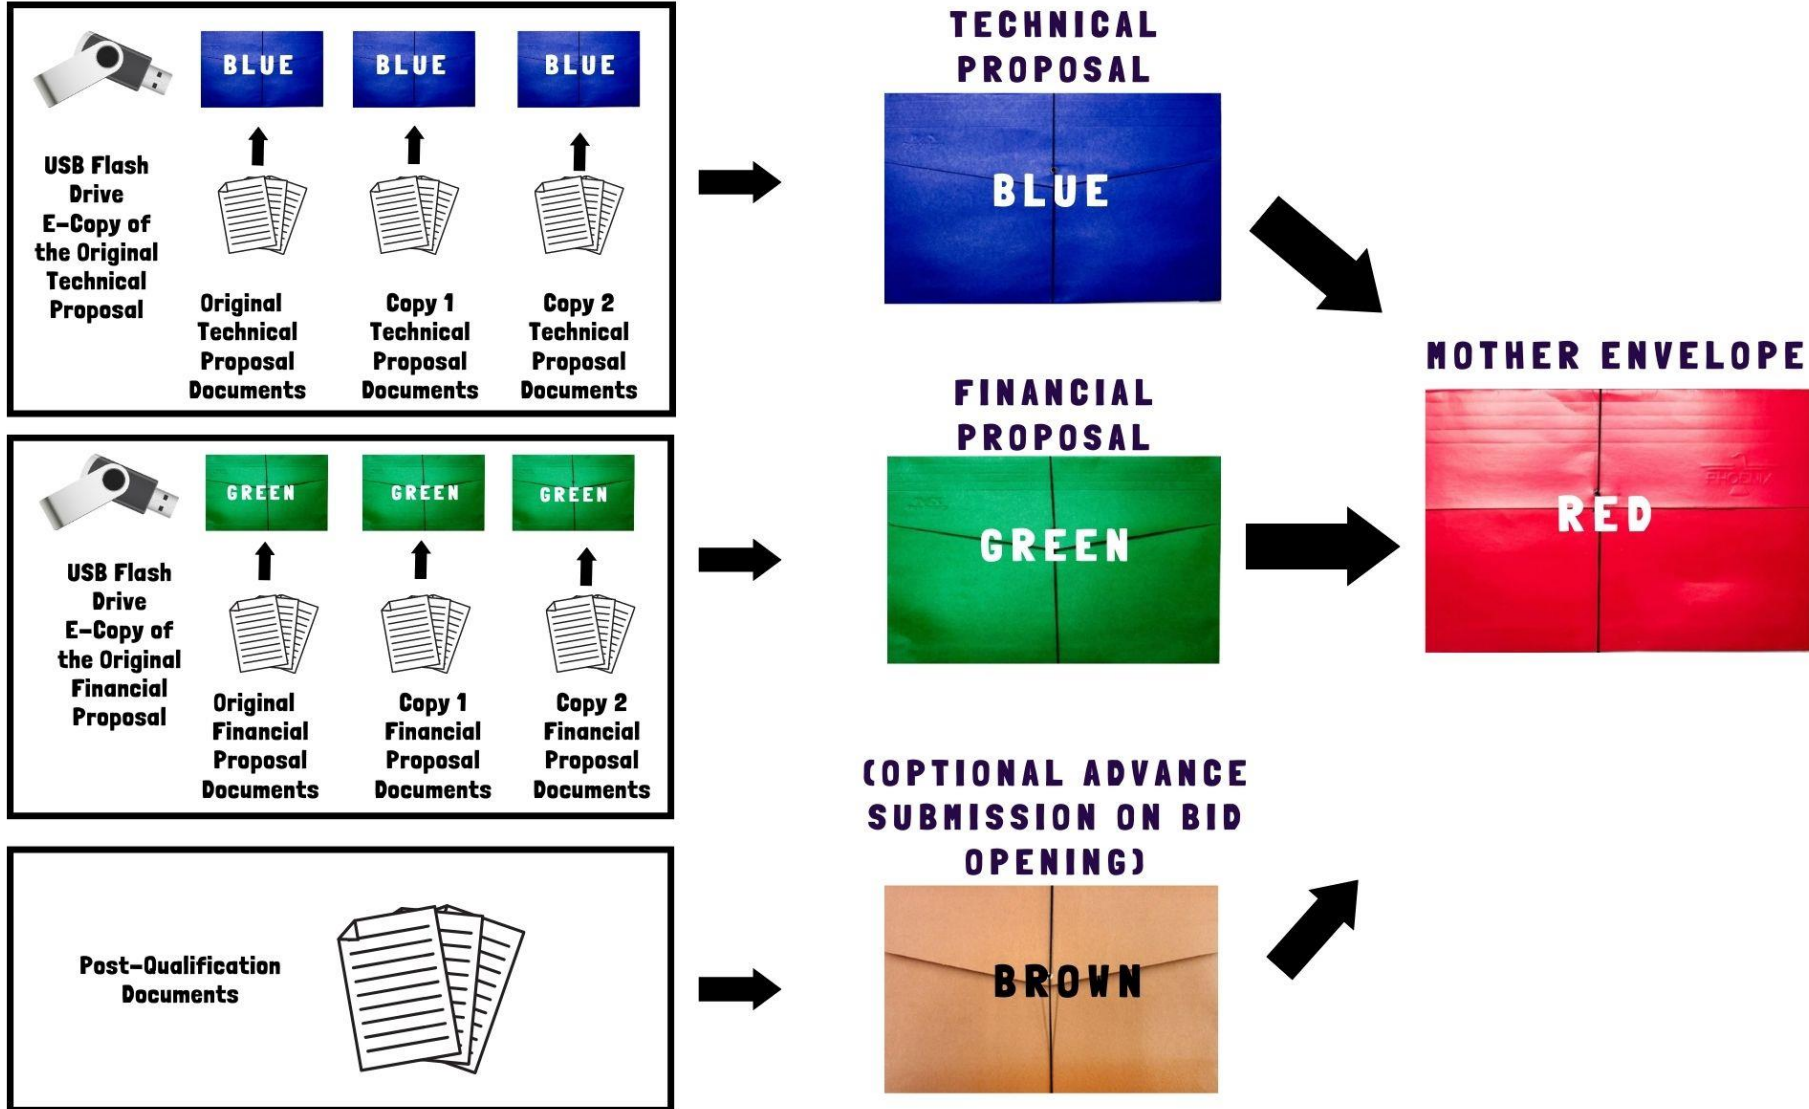 BLUE
BLUE
BLUE
USB Flash
Drive
E-Copy of
the Original
Technical
Proposal
Original
Technical
Proposal
Documents
Copy 1
Technical
Proposal
Documents
Copy 2
Technical
Proposal
Documents
TECHNICAL
PROPOSAL
BLUE
GREEN
GREEN
GREEN
USB Flash
Drive
E-Copy of
the Original
Financial
Proposal
Original
Financial
Proposal
Documents
Copy 1
Financial
Proposal
Documents
Copy 2
Financial
Proposal
Documents
FINANCIAL
PROPOSAL
GREEN
MOTHER ENVELOPE
PHOENIX
RED
Post-Qualification
Documents
(OPTIONAL ADVANCE
SUBMISSION ON BID
OPENING)
BROWN